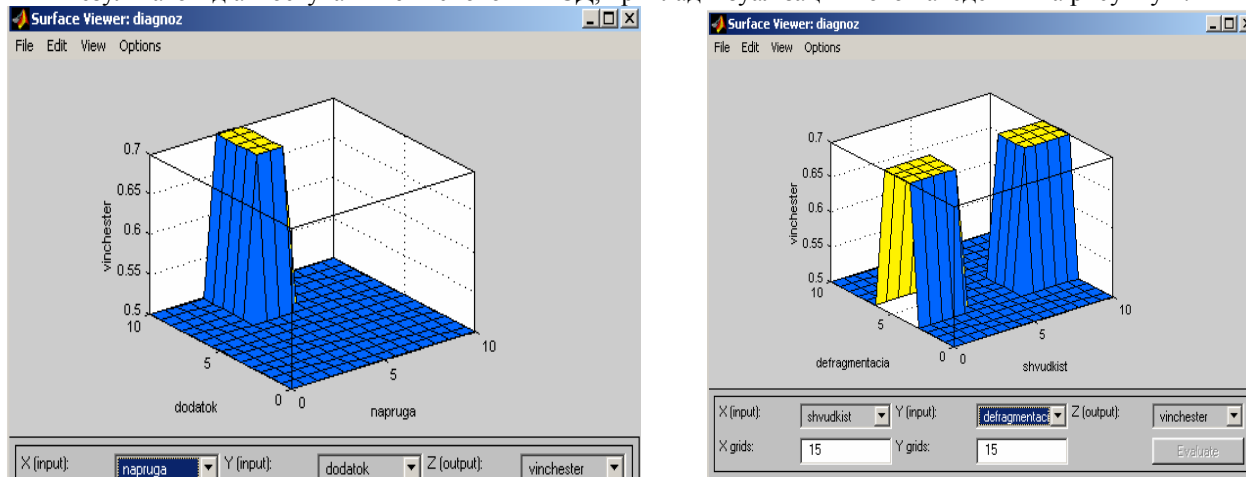 Surface Viewer: diagnoz
File Edit View Options
0.7
0.65
0.6
0.55
0.5
vinchester
10
5
0
dodatok
0
5
10
napruga
X (input):
napruga
Y (input):
dodatok
Z (output):
vinchester
Surface Viewer: diagnoz
File Edit View Options
0.7
0.65
0.6
0.55
0.5
vinchester
10
5
0
defragmentacia
0
5
10
shvudkist
X (input):
shvudkist
Y (input):
defragmentaci
Z (output):
vinchester
X grids:
15
Y grids:
15
Evaluate